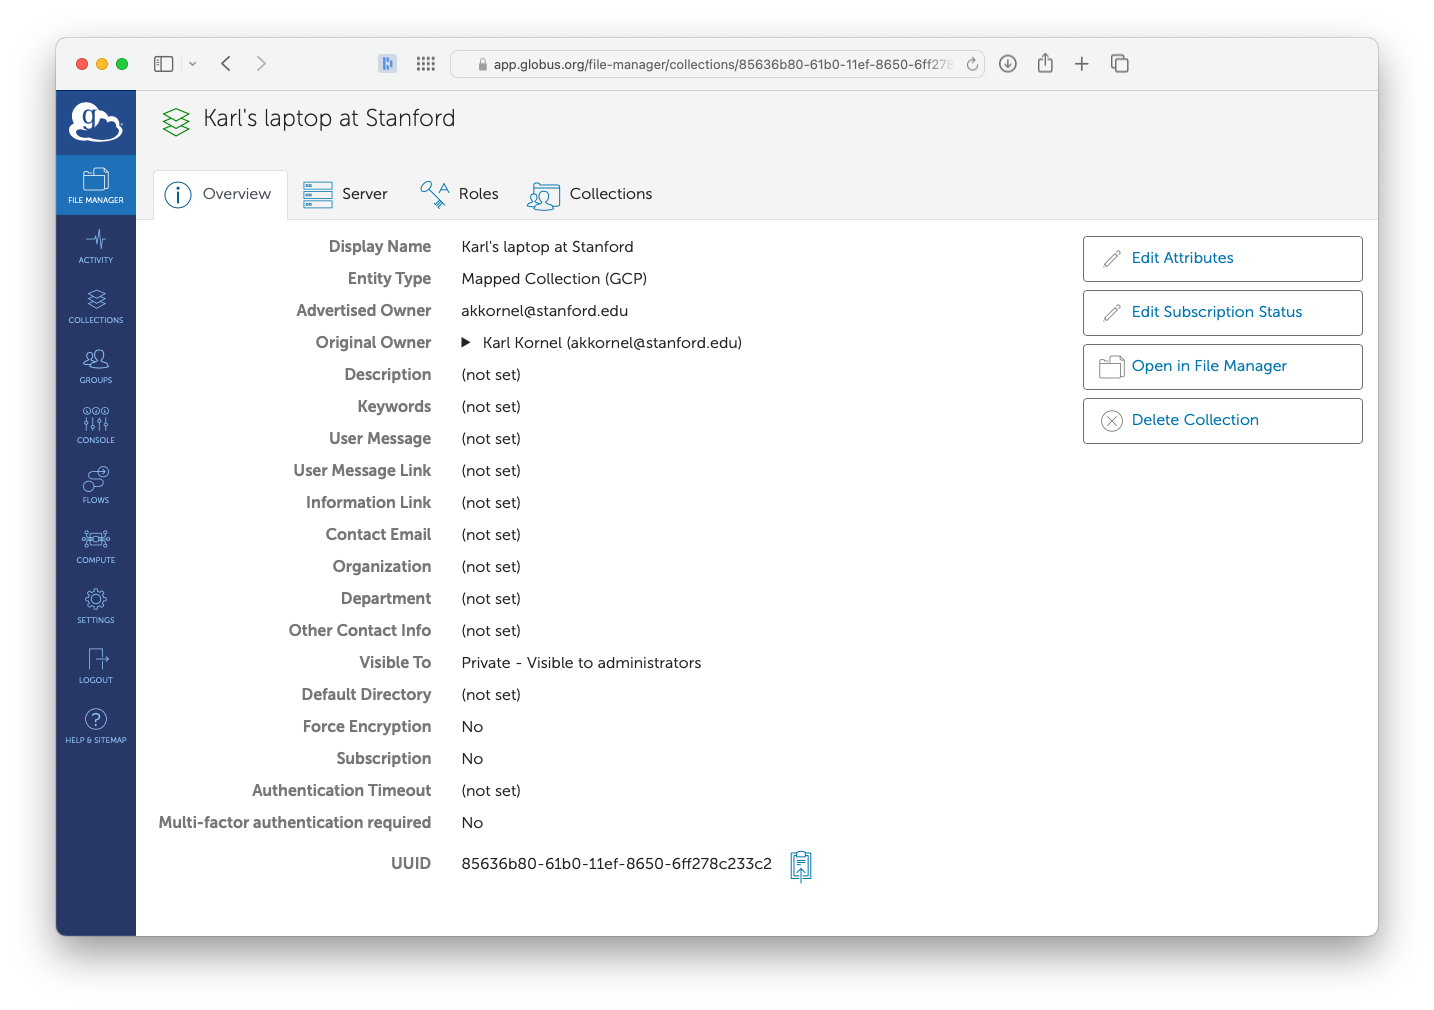 app.globus.org/file-manager/collections/85636b80-61b0-11ef-8650-6ff278
g
Karl's laptop at Stanford
FILE MANAGER
ACTIVITY
COLLECTIONS
GROUPS
CONSOLE
FLOWS
COMPUTE
SETTINGS
LOGOUT
HELP & SITEMAP
Overview
Server
Roles
Collections
Display Name Karl's laptop at Stanford
Entity Type Mapped Collection (GCP)
Advertised Owner akkornel@stanford.edu
Original Owner Karl Kornel (akkornel@stanford.edu)
Description (not set)
Keywords (not set)
User Message (not set)
User Message Link (not set)
Information Link (not set)
Contact Email (not set)
Organization (not set)
Department (not set)
Other Contact Info (not set)
Visible To Private - Visible to administrators
Default Directory (not set)
Force Encryption No
Subscription No
Authentication Timeout (not set)
Multi-factor authentication required No
UUID 85636b80-61b0-11ef-8650-6ff278c233c2
Edit Attributes
Edit Subscription Status
Open in File Manager
Delete Collection